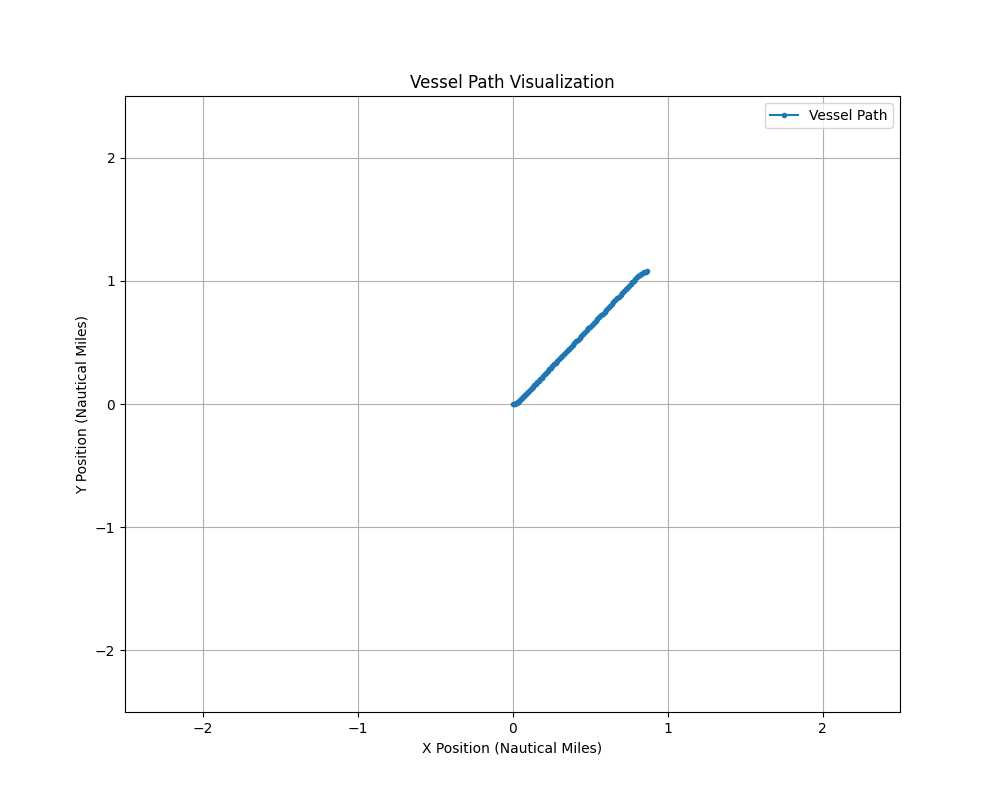 Vessel Path Visualization
Vessel Path
2
1
0
−1
−2
Y Position (Nautical Miles)
−2
−1
0
1
2
X Position (Nautical Miles)